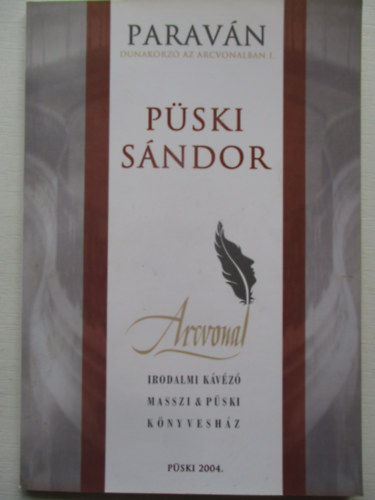 PARAVÁN
DUNAKORZÓ AZ ARCVONALBAN I.
PÜSKI
SÁNDOR
Arcvonal
IRODALMI KÁVÉZÓ
MASSZI & PÜSKI
KÖNYVESHÁZ
PÜSKI 2004.